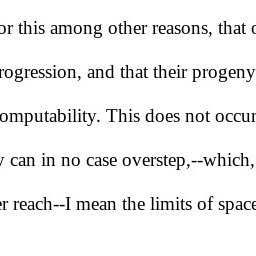 or this among other reasons, that
rogression, and that their progeny
omputability. This does not occur
can in no case overstep,--which,
r reach--I mean the limits of space